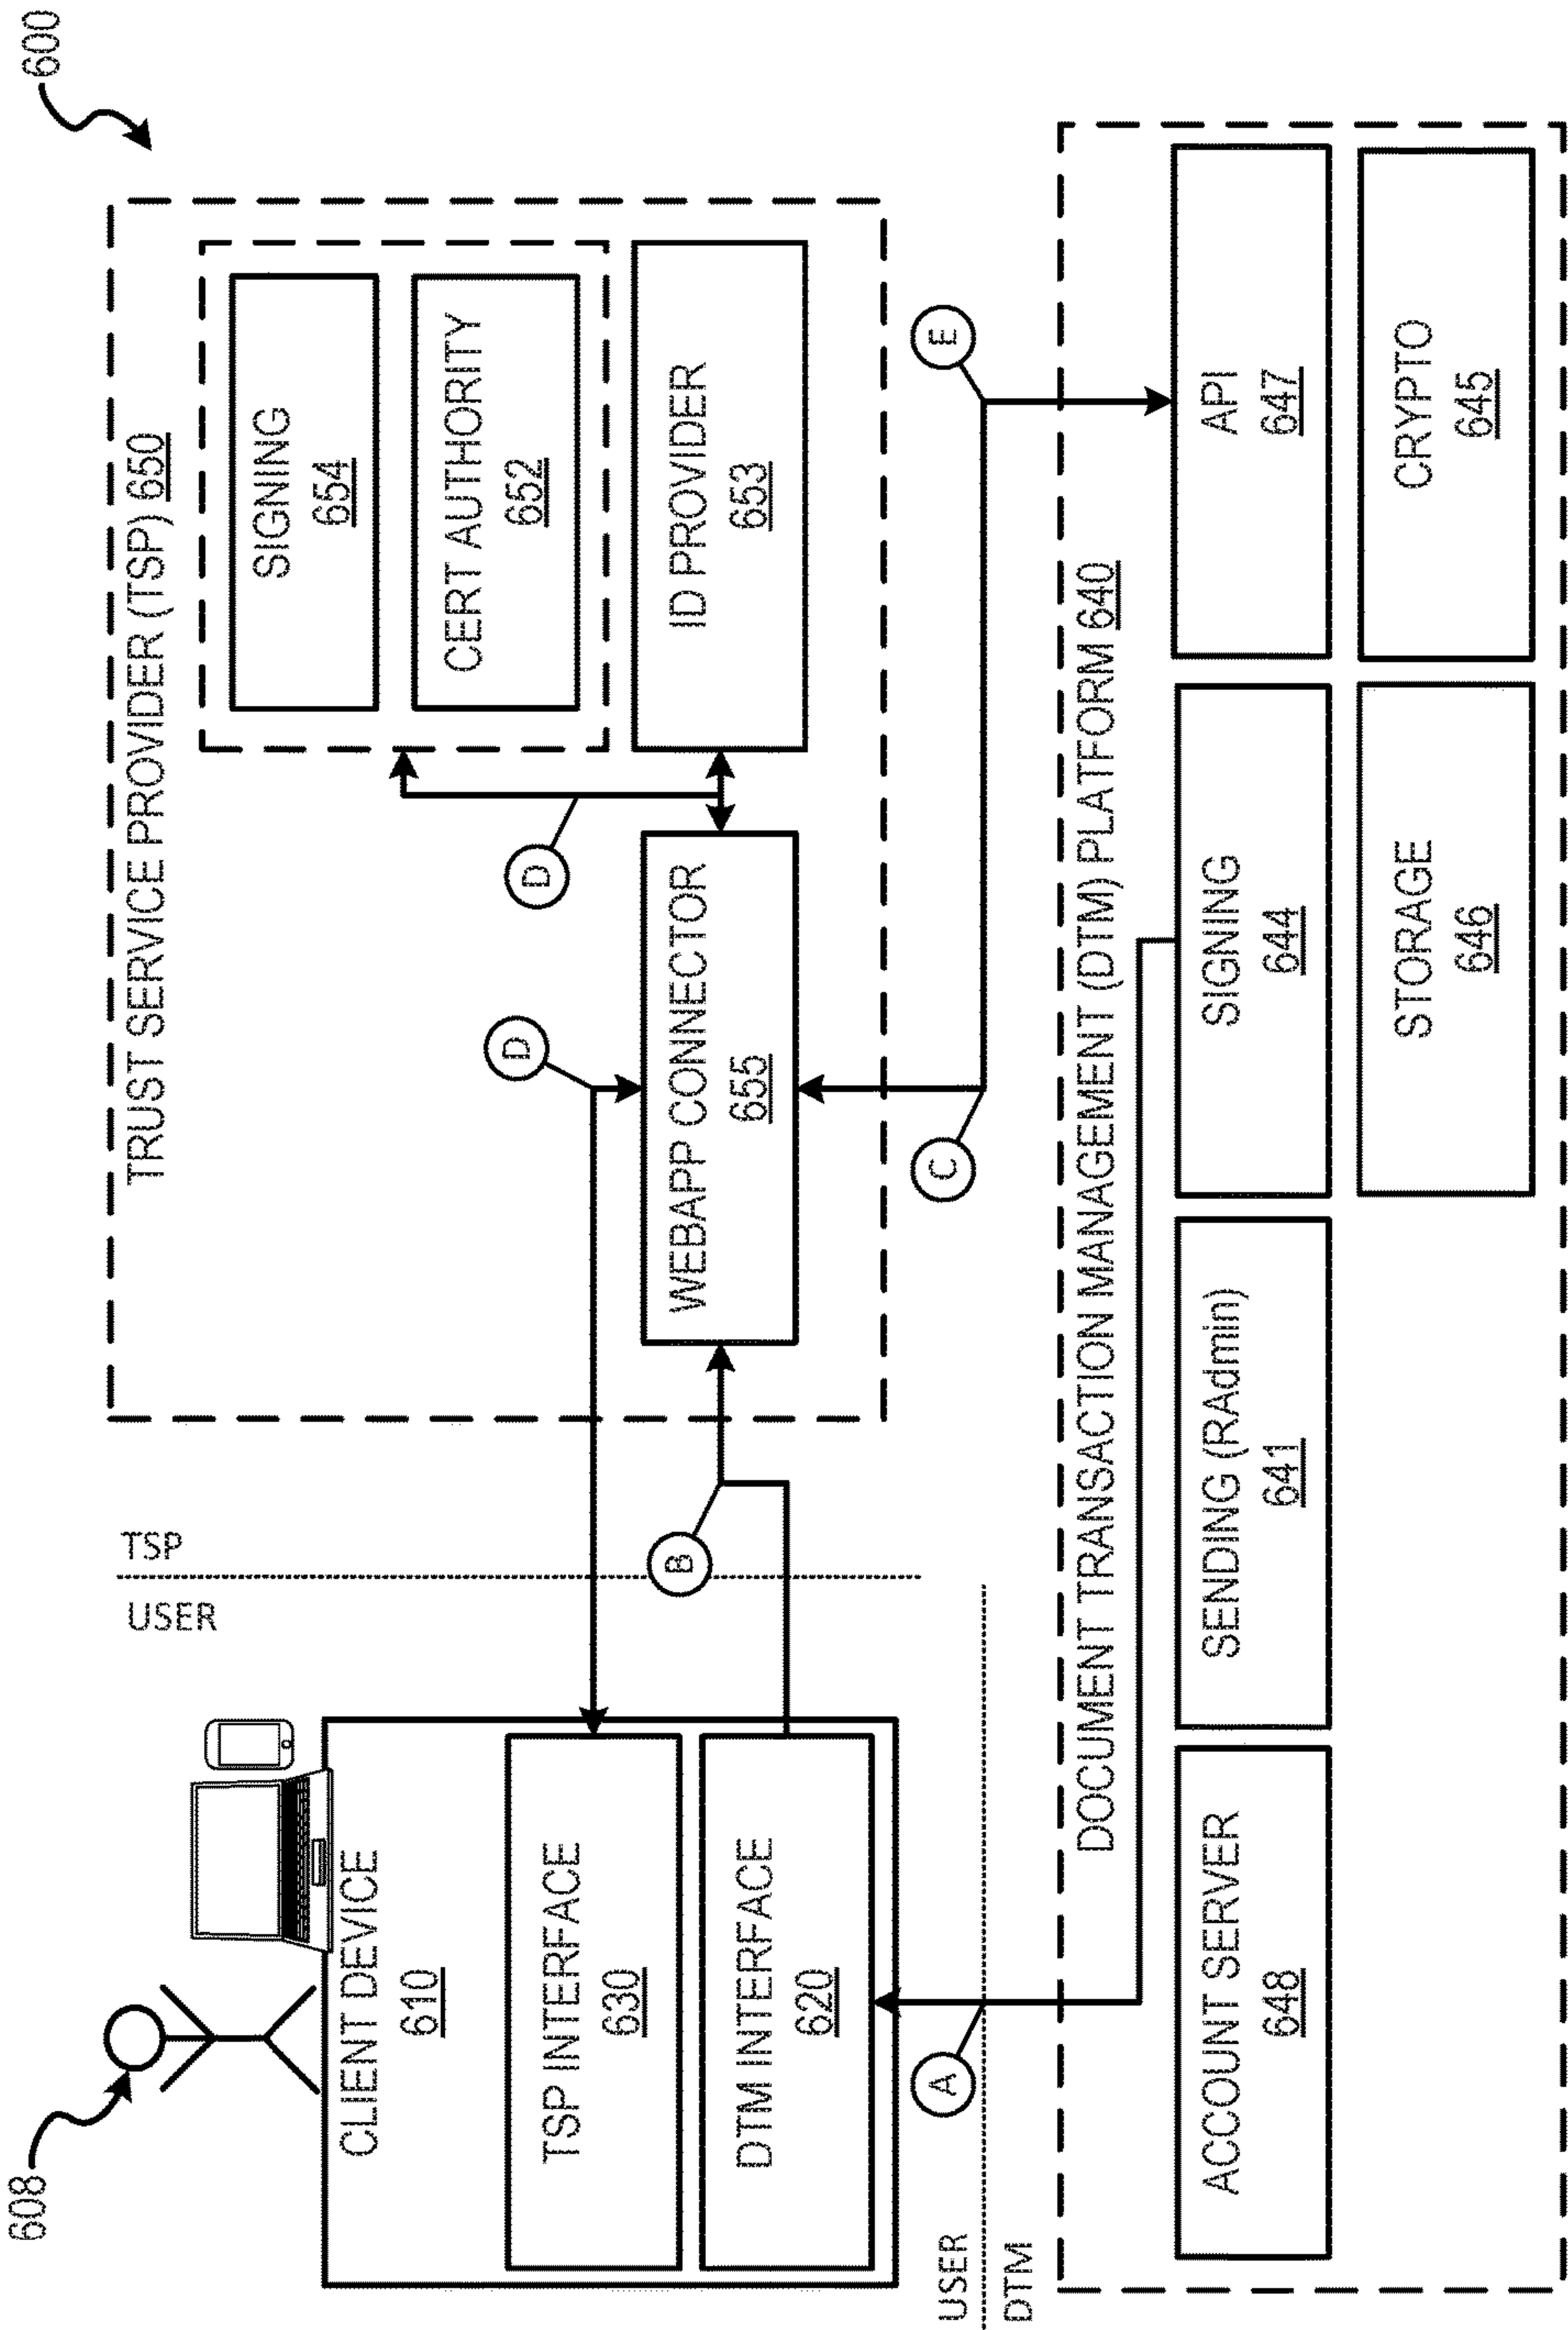 600
608
CLIENT DEVICE
610
TSP INTERFACE
630
DTM INTERFACE
620
USER
TSP
TRUST SERVICE PROVIDER (TSP) 650
SIGNING
654
CERT AUTHORITY
652
ID PROVIDER
653
WEBAPP CONNECTOR
655
D
D
B
C
E
A
USER
DTM
DOCUMENT TRANSACTION MANAGEMENT (DTM) PLATFORM 640
ACCOUNT SERVER
648
SENDING (RAdmin)
641
SIGNING
644
API
647
STORAGE
646
CRYPTO
645